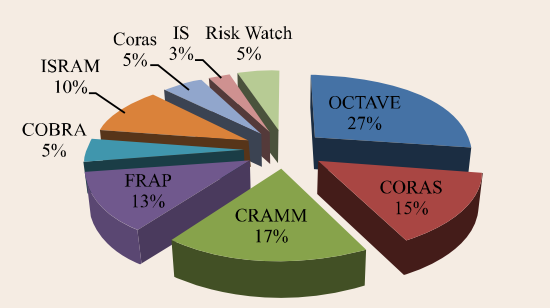 Coras
5%
IS
3%
Risk Watch
5%
ISRAM
10%
OCTAVE
27%
COBRA
5%
FRAP
13%
CORAS
15%
CRAMM
17%